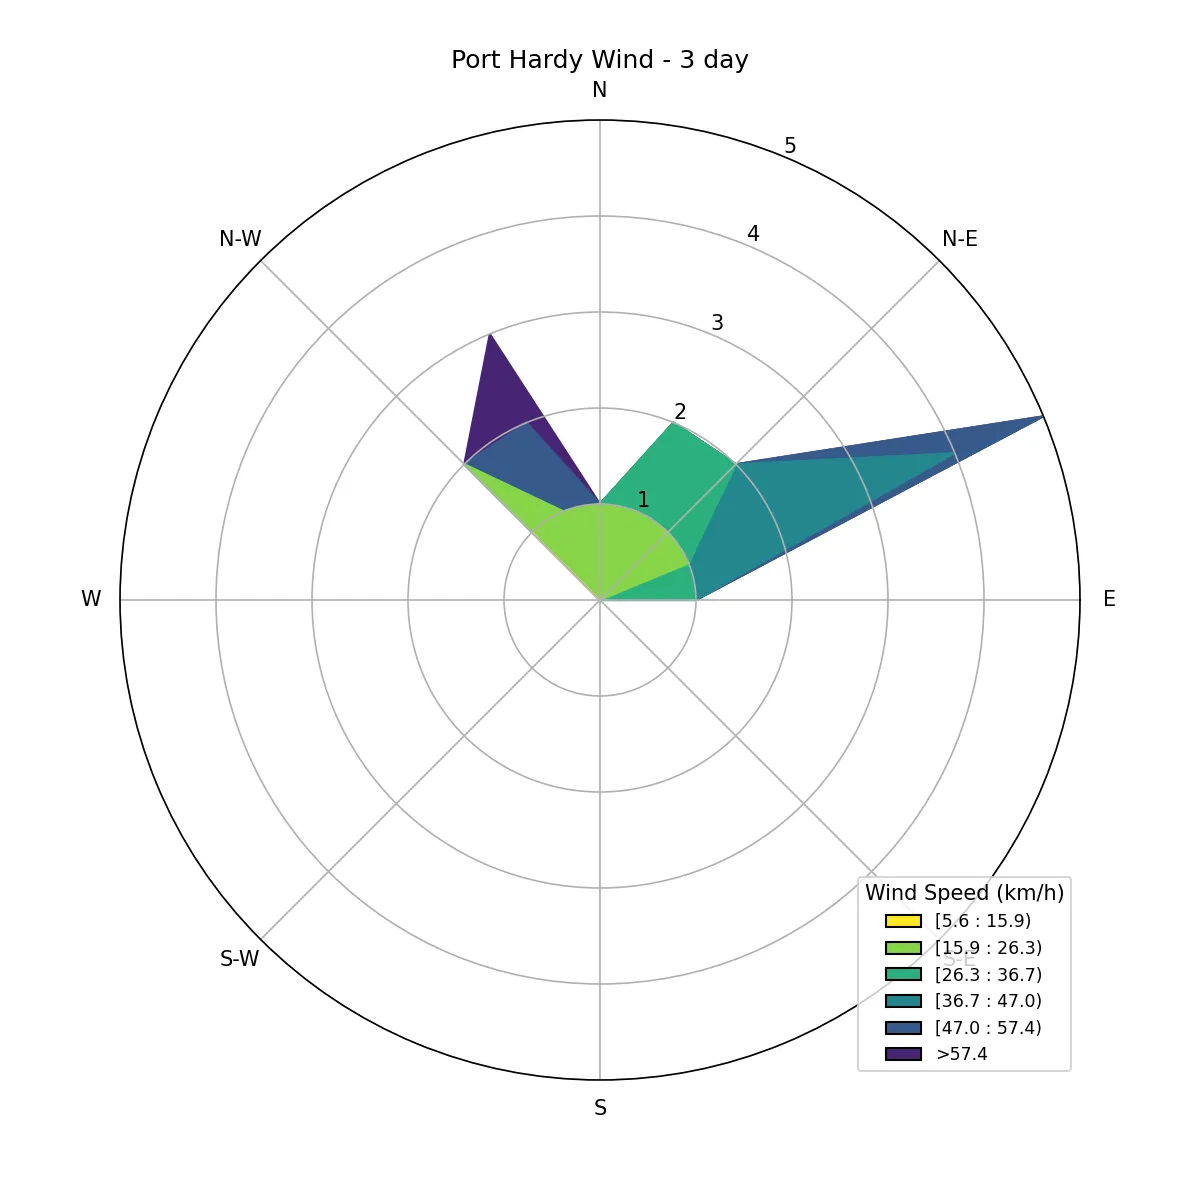 Port Hardy Wind - 3 day
N
5
4
N-W
N-E
3
2
1
W
E
Wind Speed (km/h)
[5.6 : 15.9)
[15.9 : 26.3)
S-W
S-E
[26.3 : 36.7)
[36.7 : 47.0)
[47.0 : 57.4)
>57.4
S